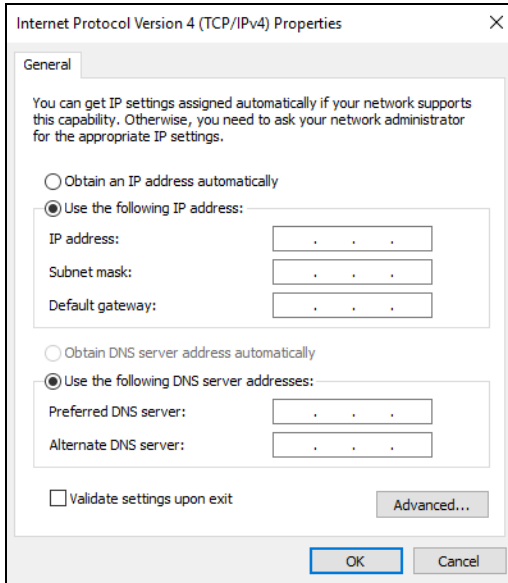 Internet Protocol Version 4 (TCP/IPv4) Properties
General
You can get IP settings assigned automatically if your network supports
this capability. Otherwise, you need to ask your network administrator
for the appropriate IP settings.
Obtain an IP address automatically
Use the following IP address:
IP address:
Subnet mask:
Default gateway:
Obtain DNS server address automatically
Use the following DNS server addresses:
Preferred DNS server:
Alternate DNS server:
Validate settings upon exit
Advanced...
OK Cancel